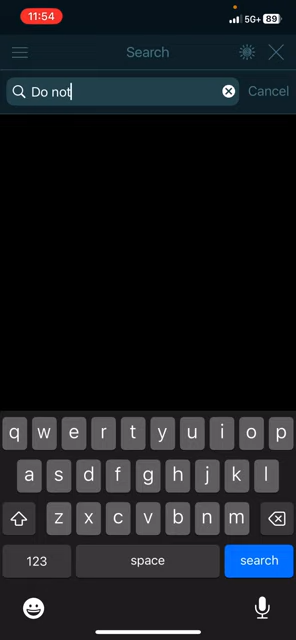 11:54
5G+ 89
Search
Do not
Cancel
q w e r t y u i o p
a s d f g h j k l
z x c v b n m
123 space search